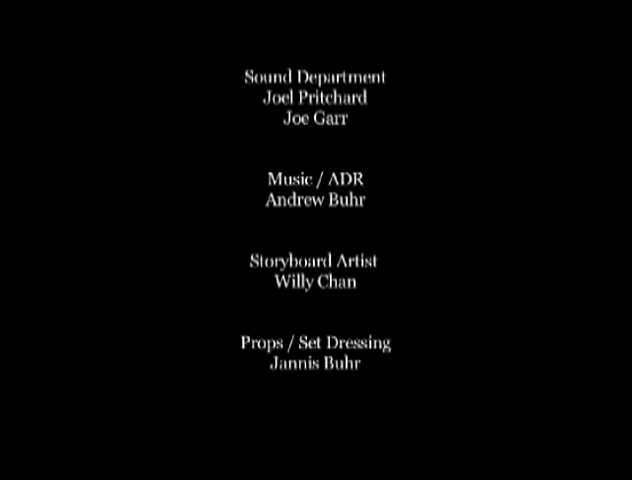 Sound Department
Joel Pritchard
Joe Garr
Music / ADR
Andrew Buhr
Storyboard Artist
Willy Chan
Props / Set Dressing
Jannis Buhr